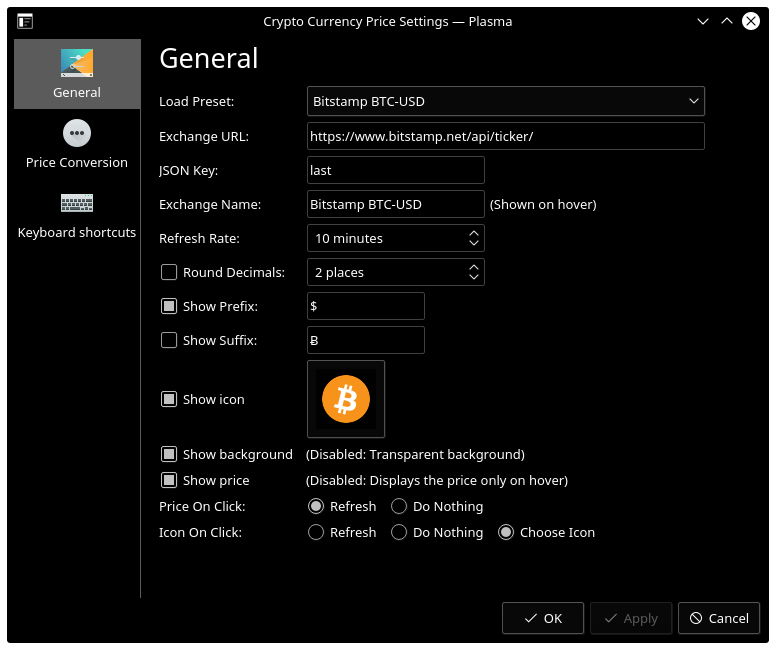 Crypto Currency Price Settings — Plasma
General
Price Conversion
Keyboard shortcuts
General
Load Preset: Bitstamp BTC-USD
Exchange URL: https://www.bitstamp.net/api/ticker/
JSON Key: last
Exchange Name: Bitstamp BTC-USD (Shown on hover)
Refresh Rate: 10 minutes
Round Decimals: 2 places
Show Prefix: $
Show Suffix: Ƀ
Show icon
Show background (Disabled: Transparent background)
Show price (Disabled: Displays the price only on hover)
Price On Click: Refresh Do Nothing
Icon On Click: Refresh Do Nothing Choose Icon
OK Apply Cancel